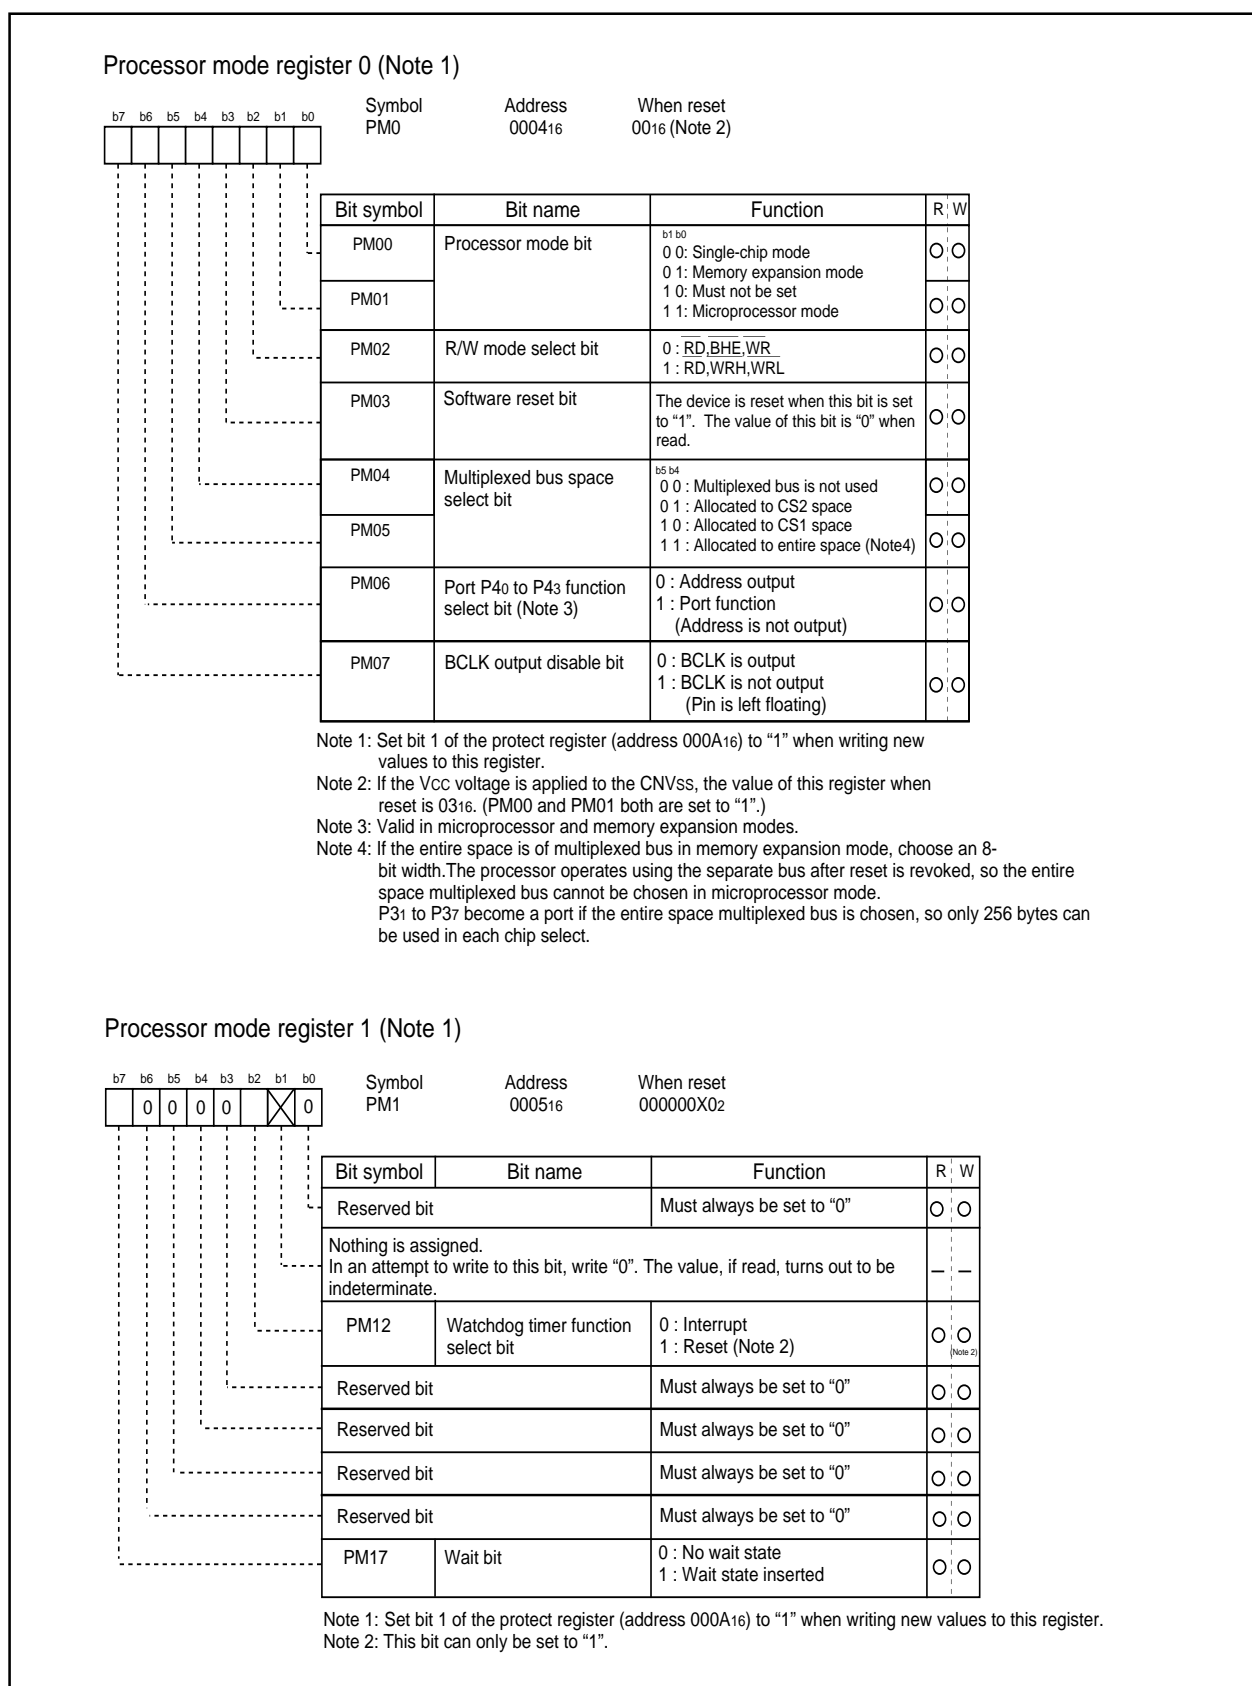 Processor mode register 0 (Note 1)
b7 b6 b5 b4 b3 b2 b1 b0
Symbol Address When reset
PM0 000416 0016 (Note 2)
Bit symbol Bit name Function R W
PM00 Processor mode bit
b1 b0
0 0: Single-chip mode
0 1: Memory expansion mode
1 0: Must not be set
1 1: Microprocessor mode
PM01
PM02 R/W mode select bit
0 : RD,BHE,WR
1 : RD,WRH,WRL
PM03 Software reset bit
The device is reset when this bit is set
to “1”. The value of this bit is “0” when
read.
PM04 Multiplexed bus space
select bit
b5 b4
0 0 : Multiplexed bus is not used
0 1 : Allocated to CS2 space
1 0 : Allocated to CS1 space
1 1 : Allocated to entire space (Note4)
PM05
PM06 Port P40 to P43 function
select bit (Note 3)
0 : Address output
1 : Port function
(Address is not output)
PM07 BCLK output disable bit
0 : BCLK is output
1 : BCLK is not output
(Pin is left floating)
Note 1: Set bit 1 of the protect register (address 000A16) to “1” when writing new
values to this register.
Note 2: If the VCC voltage is applied to the CNVSS, the value of this register when
reset is 0316. (PM00 and PM01 both are set to “1”.)
Note 3: Valid in microprocessor and memory expansion modes.
Note 4: If the entire space is of multiplexed bus in memory expansion mode, choose an 8-
bit width.The processor operates using the separate bus after reset is revoked, so the entire
space multiplexed bus cannot be chosen in microprocessor mode.
P31 to P37 become a port if the entire space multiplexed bus is chosen, so only 256 bytes can
be used in each chip select.
Processor mode register 1 (Note 1)
b7 b6 b5 b4 b3 b2 b1 b0
0 0 0 0 0
Symbol Address When reset
PM1 000516 000000X02
Bit symbol Bit name Function R W
Reserved bit Must always be set to “0”
Nothing is assigned.
In an attempt to write to this bit, write “0”. The value, if read, turns out to be
indeterminate.
PM12 Watchdog timer function
select bit
0 : Interrupt
1 : Reset (Note 2)
(Note 2)
Reserved bit Must always be set to “0”
Reserved bit Must always be set to “0”
Reserved bit Must always be set to “0”
Reserved bit Must always be set to “0”
PM17 Wait bit
0 : No wait state
1 : Wait state inserted
Note 1: Set bit 1 of the protect register (address 000A16) to “1” when writing new values to this register.
Note 2: This bit can only be set to “1”.